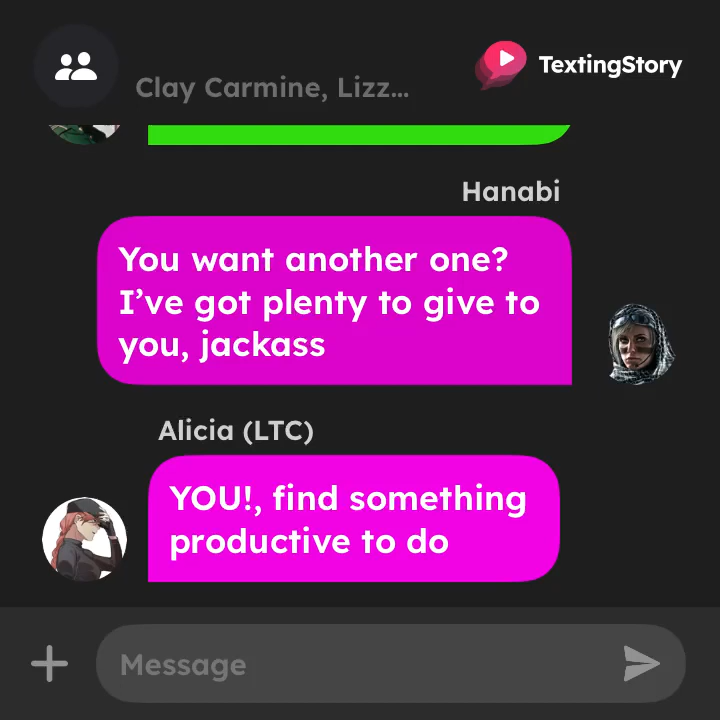 Clay Carmine, Lizz...
TextingStory
Hanabi
You want another one?
I've got plenty to give to
you, jackass
Alicia (LTC)
YOU!, find something
productive to do
Message